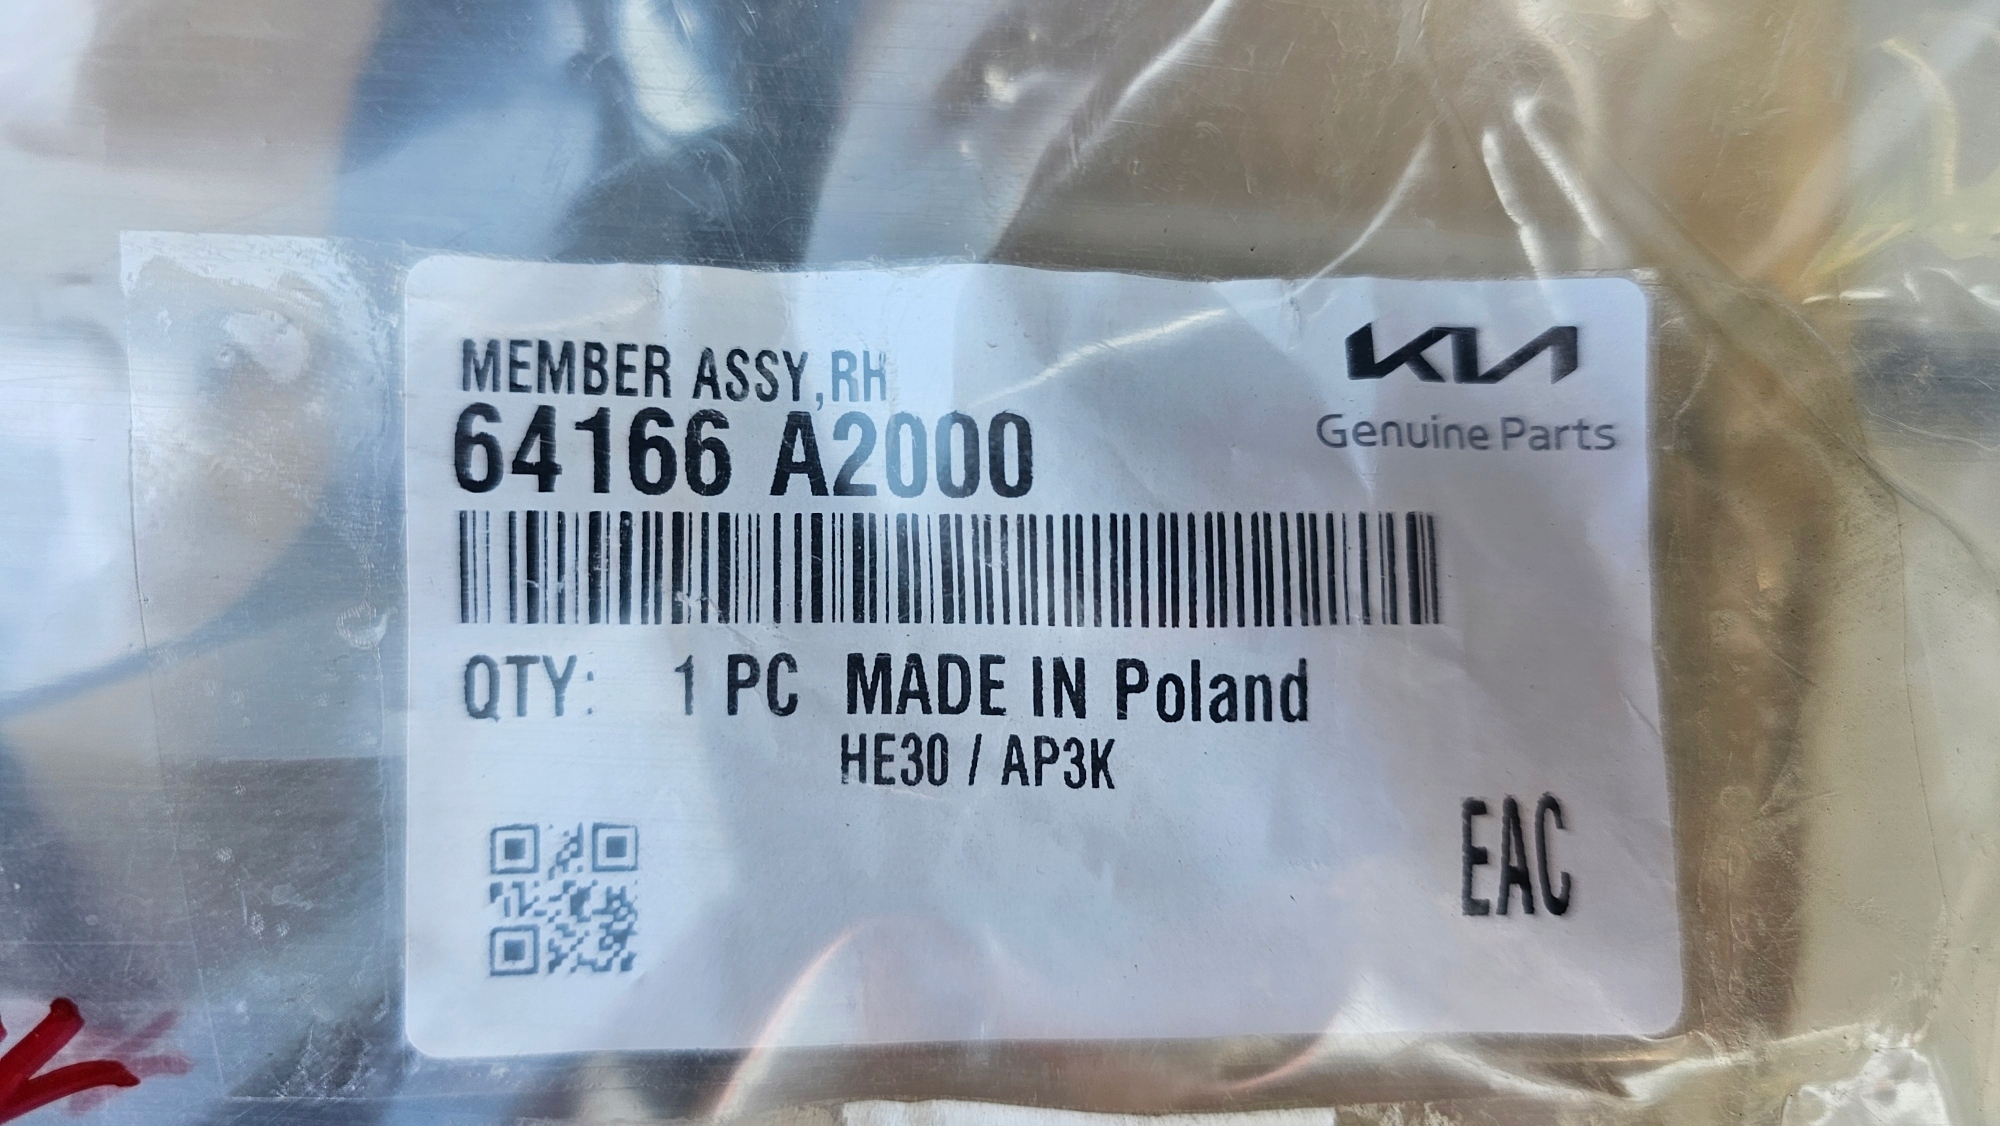 MEMBER ASSY,RH
KIA
64166 A2000
Genuine Parts
QTY: 1 PC MADE IN Poland
HE30 / AP3K
EAC